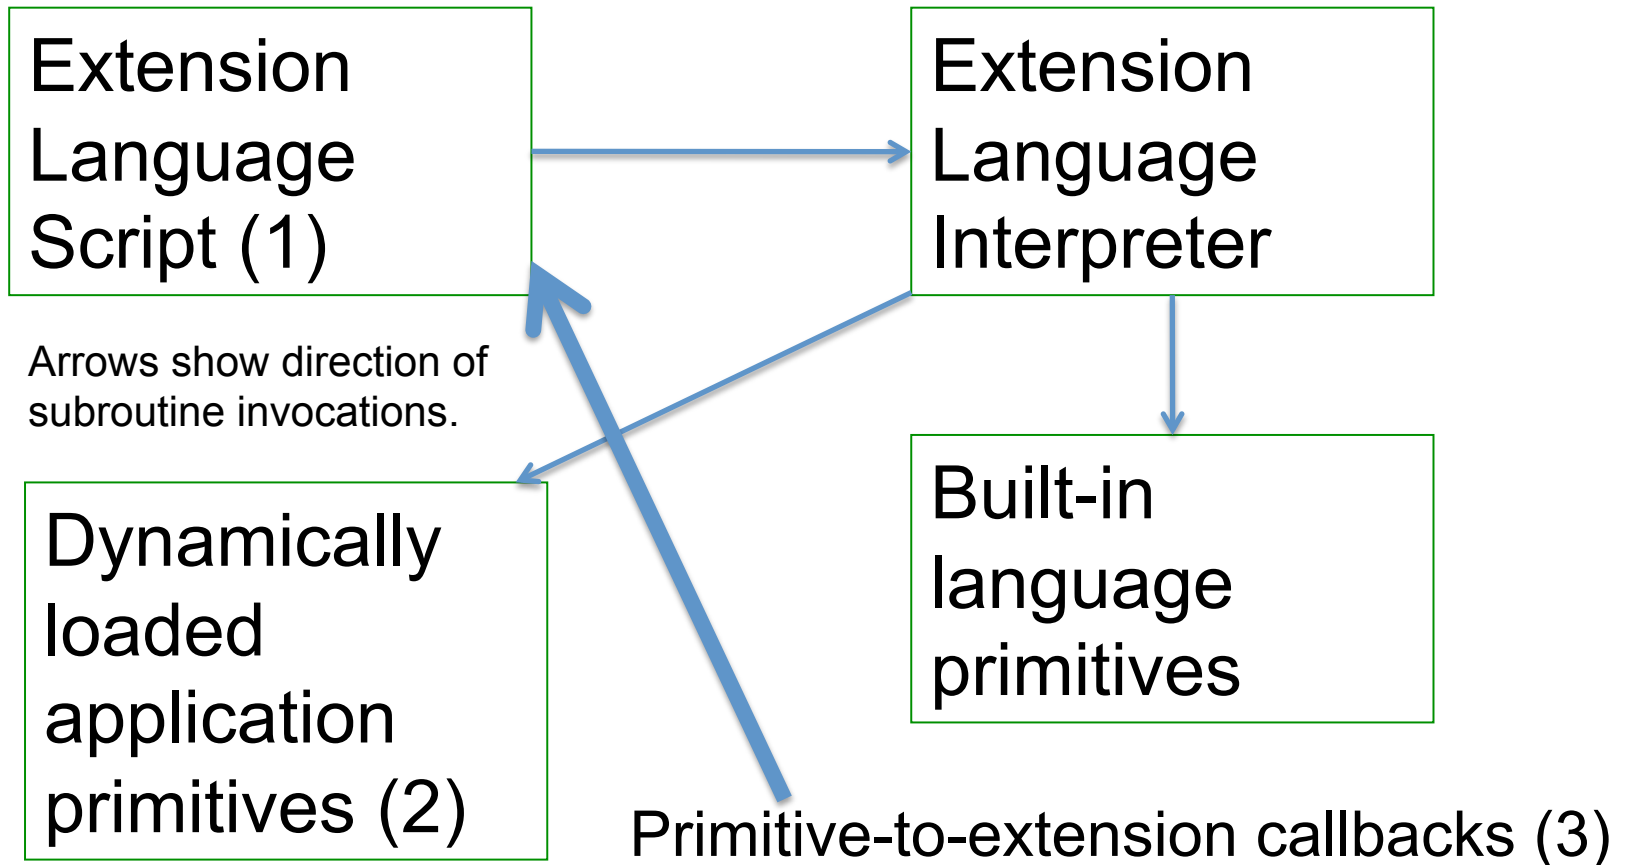 Extension
Language
Script (1)
Extension
Language
Interpreter
Arrows show direction of
subroutine invocations.
Dynamically
loaded
application
primitives (2)
Built-in
language
primitives
Primitive-to-extension callbacks (3)